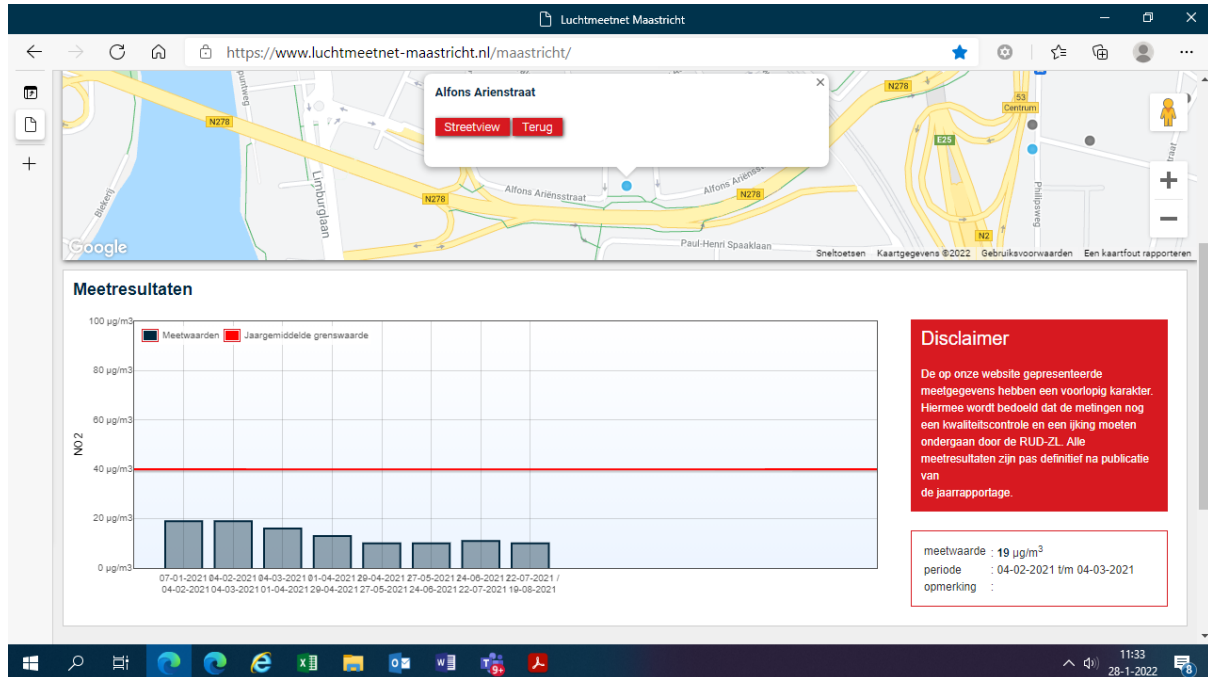 Luchtmeetnet Maastricht
https://www.luchtmeetnet-maastricht.nl/maastricht/
Alfons Arienstraat
Streetview Terug
N278
N278
53
Centrum
E25
Limburglaan
Alfons Ariënsstraat
N278
Alfons Ariënsstraat
N278
Philipsweg
Paul-Henri Spaaklaan
N2
Google
Sneltoetsen Kaartgegevens ©2022 Gebruiksvoorwaarden Een kaartfout rapporteren
Meetresultaten
100 µg/m3
Meetwaarden Jaargemiddelde grenswaarde
80 µg/m3
60 µg/m3
NO2
40 µg/m3
20 µg/m3
0 µg/m3
07-01-2021 / 04-02-2021 / 04-03-2021 / 01-04-2021 / 29-04-2021 / 27-05-2021 / 24-06-2021 / 22-07-2021 /
04-02-2021 04-03-2021 01-04-2021 29-04-2021 27-05-2021 24-06-2021 22-07-2021 19-08-2021
Disclaimer
De op onze website gepresenteerde
meetgegevens hebben een voorlopig karakter.
Hiermee wordt bedoeld dat de metingen nog
een kwaliteitscontrole en een ijking moeten
ondergaan door de RUD-ZL. Alle
meetresultaten zijn pas definitief na publicatie
van
de jaarrapportage.
meetwaarde : 19 µg/m³
periode : 04-02-2021 t/m 04-03-2021
opmerking :
9+
11:33
28-1-2022
8